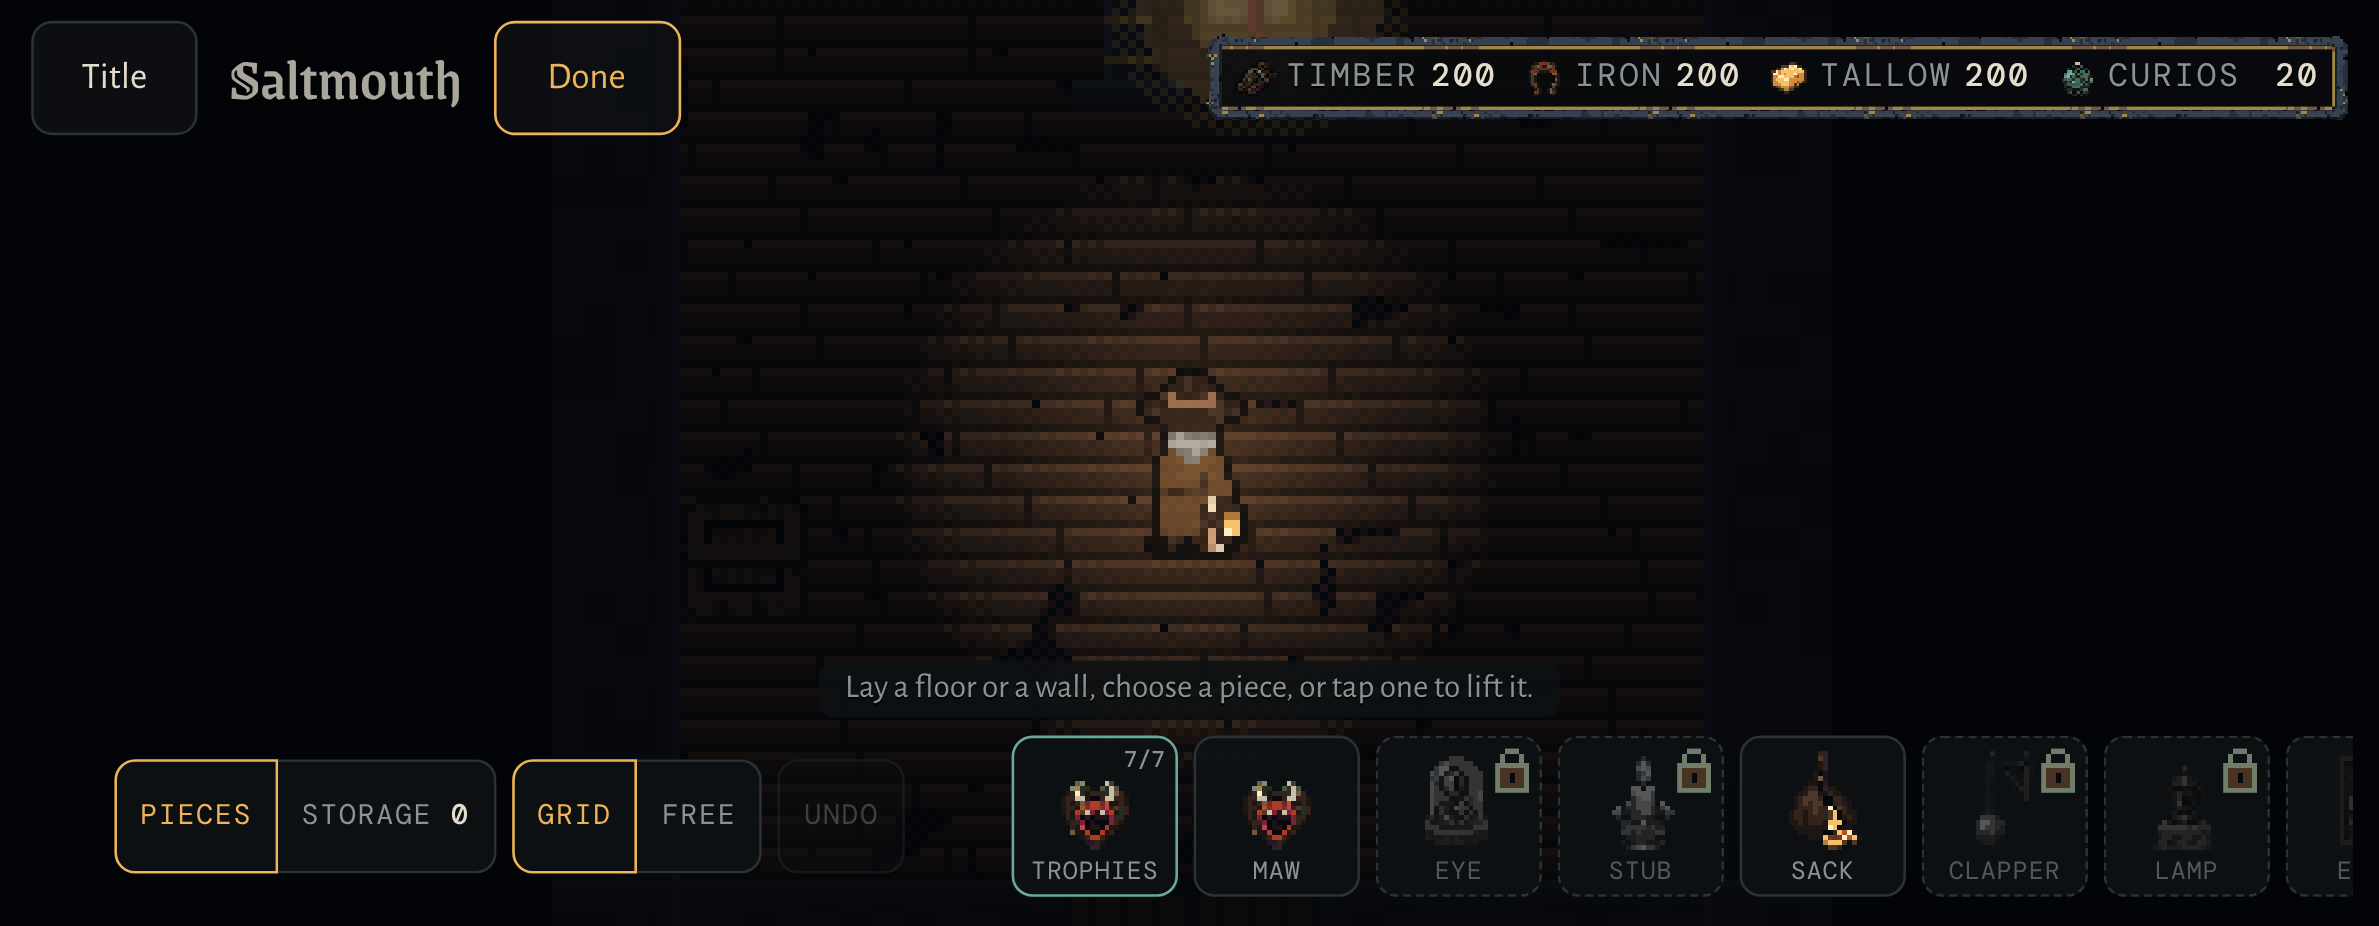 Title
Saltmouth
Done
TIMBER 200 IRON 200 TALLOW 200 CURIOS 20
Lay a floor or a wall, choose a piece, or tap one to lift it.
7/7
PIECES STORAGE 0 GRID FREE UNDO
TROPHIES MAW EYE STUB SACK CLAPPER LAMP